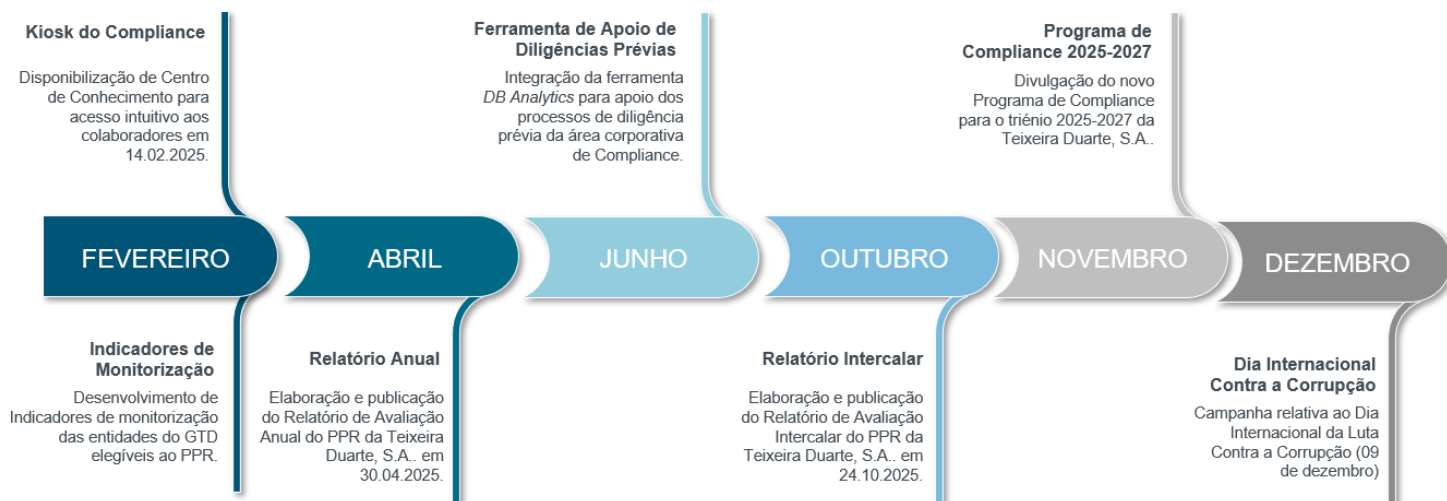 Kiosk do Compliance
Disponibilização de Centro
de Conhecimento para
acesso intuitivo aos
colaboradores em
14.02.2025.
Ferramenta de Apoio de
Diligências Prévias
Integração da ferramenta
DB Analytics para apoio dos
processos de diligência
prévia da área corporativa
de Compliance.
Programa de
Compliance 2025-2027
Divulgação do novo
Programa de Compliance
para o triénio 2025-2027 da
Teixeira Duarte, S.A..
FEVEREIRO
ABRIL
JUNHO
OUTUBRO
NOVEMBRO
DEZEMBRO
Indicadores de
Monitorização
Desenvolvimento de
Indicadores de monitorização
das entidades do GTD
elegíveis ao PPR.
Relatório Anual
Elaboração e publicação
do Relatório de Avaliação
Anual do PPR da Teixeira
Duarte, S.A.. em
30.04.2025.
Relatório Intercalar
Elaboração e publicação
do Relatório de Avaliação
Intercalar do PPR da
Teixeira Duarte, S.A.. em
24.10.2025.
Dia Internacional
Contra a Corrupção
Campanha relativa ao Dia
Internacional da Luta
Contra a Corrupção (09
de dezembro)